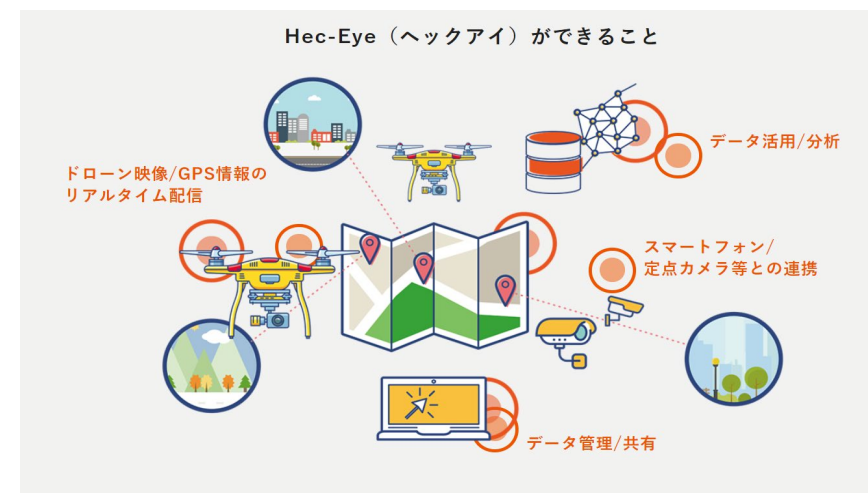 Hec-Eye（ヘックアイ）ができること
データ活用/分析
ドローン映像/GPS情報の
リアルタイム配信
スマートフォン/
定点カメラ等との連携
データ管理/共有